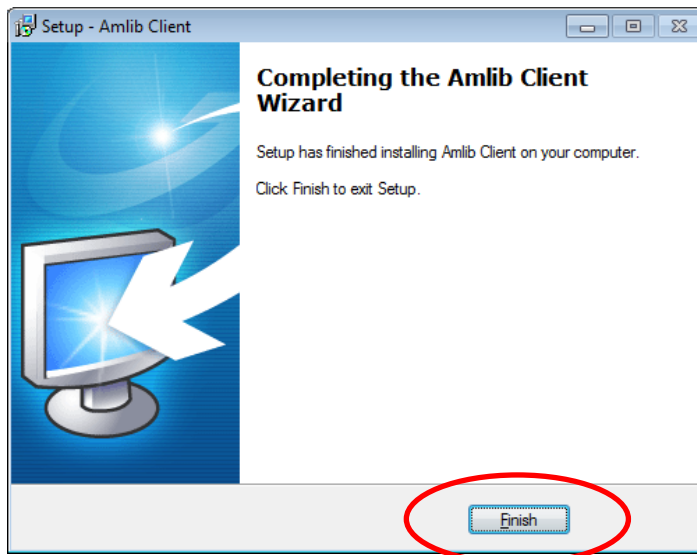 Setup - Amlib Client
Completing the Amlib Client
Wizard
Setup has finished installing Amlib Client on your computer.
Click Finish to exit Setup.
Finish